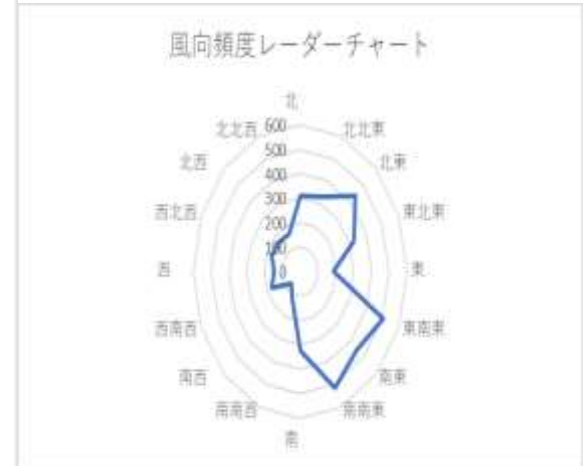 風向頻度レーダーチャート
北
北北東
北東
東北東
東
東南東
南東
南南東
南
南南西
南西
西南西
西
西北西
北西
北北西
600
500
400
300
200
100
0